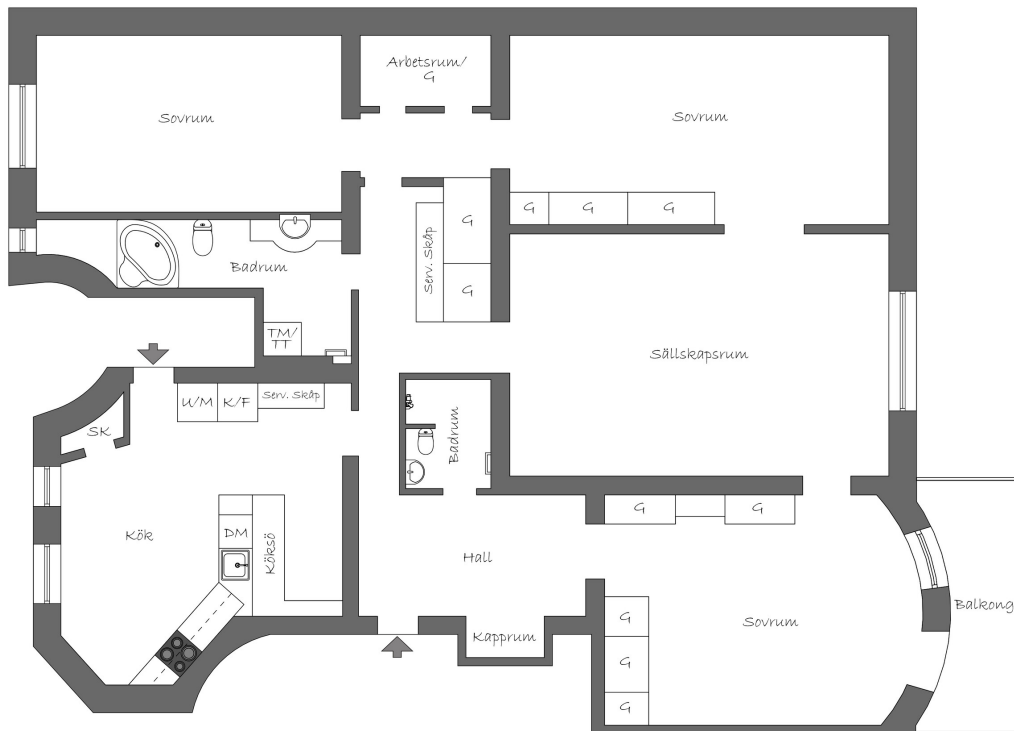 Arbetsrum/
G
Sovrum
Sovrum
G
G
G
G
Serv. Skåp
G
Badrum
TM/
TT
Sällskapsrum
U/M
K/F
Serv. Skåp
SK
Badrum
Kök
DM
Köksö
Hall
G
G
Kapprum
G
G
G
Sovrum
Balkong